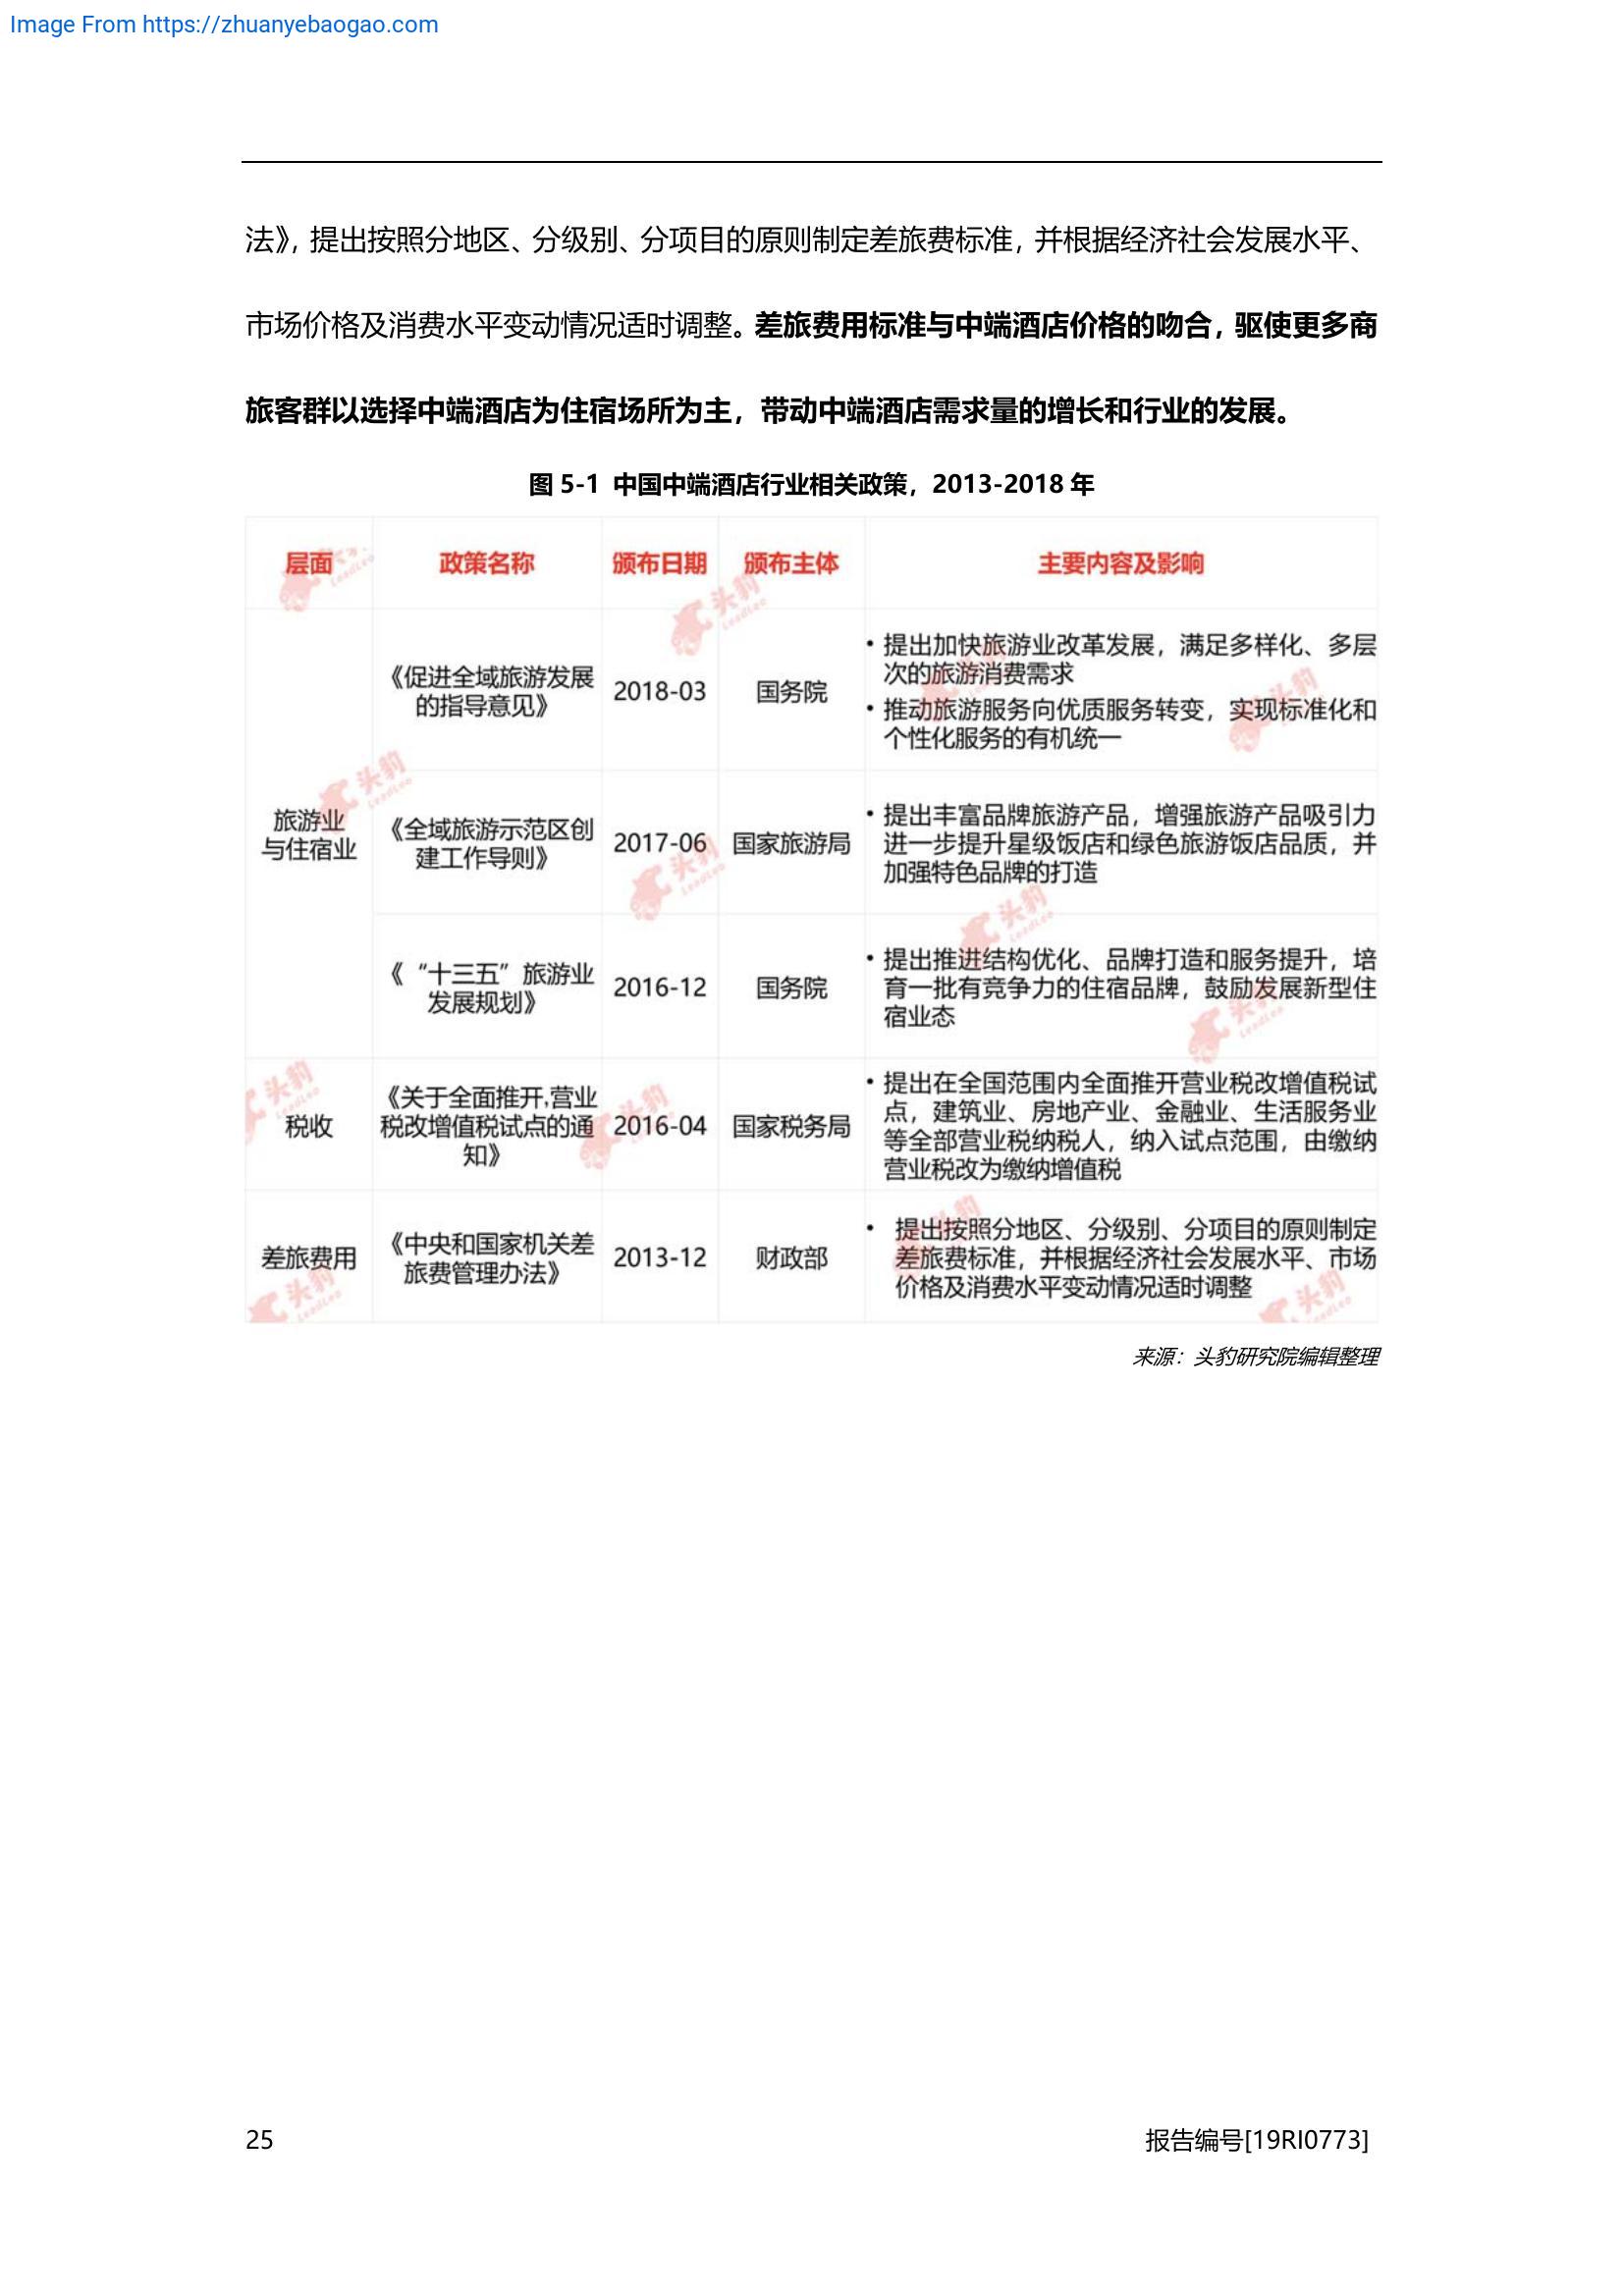 Image From https://zhuanyebaogao.com
法》，提出按照分地区、分级别、分项目的原则制定差旅费标准，并根据经济社会发展水平、
市场价格及消费水平变动情况适时调整。差旅费用标准与中端酒店价格的吻合，驱使更多商
旅客群以选择中端酒店为住宿场所为主，带动中端酒店需求量的增长和行业的发展。
图 5-1 中国中端酒店行业相关政策，2013-2018 年
层面 政策名称 颁布日期 颁布主体 主要内容及影响
旅游业
与住宿业
《促进全域旅游发展
的指导意见》
2018-03
国务院
• 提出加快旅游业改革发展，满足多样化、多层
次的旅游消费需求
• 推动旅游服务向优质服务转变，实现标准化和
个性化服务的有机统一
《全域旅游示范区创
建工作导则》
2017-06
国家旅游局
• 提出丰富品牌旅游产品，增强旅游产品吸引力
进一步提升星级饭店和绿色旅游饭店品质，并
加强特色品牌的打造
《“十三五”旅游业
发展规划》
2016-12
国务院
• 提出推进结构优化、品牌打造和服务提升，培
育一批有竞争力的住宿品牌，鼓励发展新型住
宿业态
税收
《关于全面推开,营业
税改增值税试点的通
知》
2016-04
国家税务局
• 提出在全国范围内全面推开营业税改增值税试
点，建筑业、房地产业、金融业、生活服务业
等全部营业税纳税人，纳入试点范围，由缴纳
营业税改为缴纳增值税
差旅费用
《中央和国家机关差
旅费管理办法》
2013-12
财政部
• 提出按照分地区、分级别、分项目的原则制定
差旅费标准，并根据经济社会发展水平、市场
价格及消费水平变动情况适时调整
来源：头豹研究院编辑整理
25
报告编号[19RI0773]